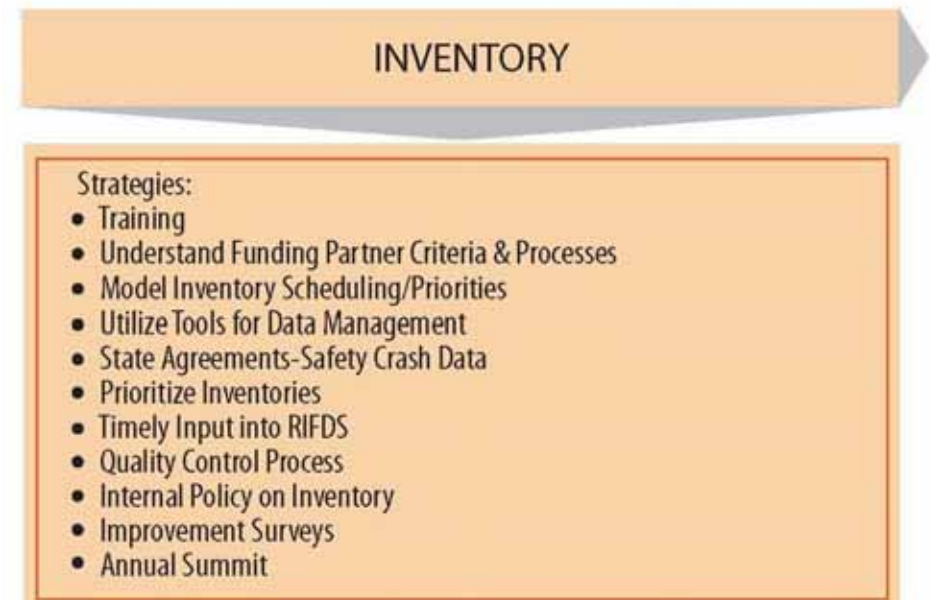 INVENTORY
Strategies:
• Training
• Understand Funding Partner Criteria & Processes
• Model Inventory Scheduling/Priorities
• Utilize Tools for Data Management
• State Agreements-Safety Crash Data
• Prioritize Inventories
• Timely Input into RIFDS
• Quality Control Process
• Internal Policy on Inventory
• Improvement Surveys
• Annual Summit